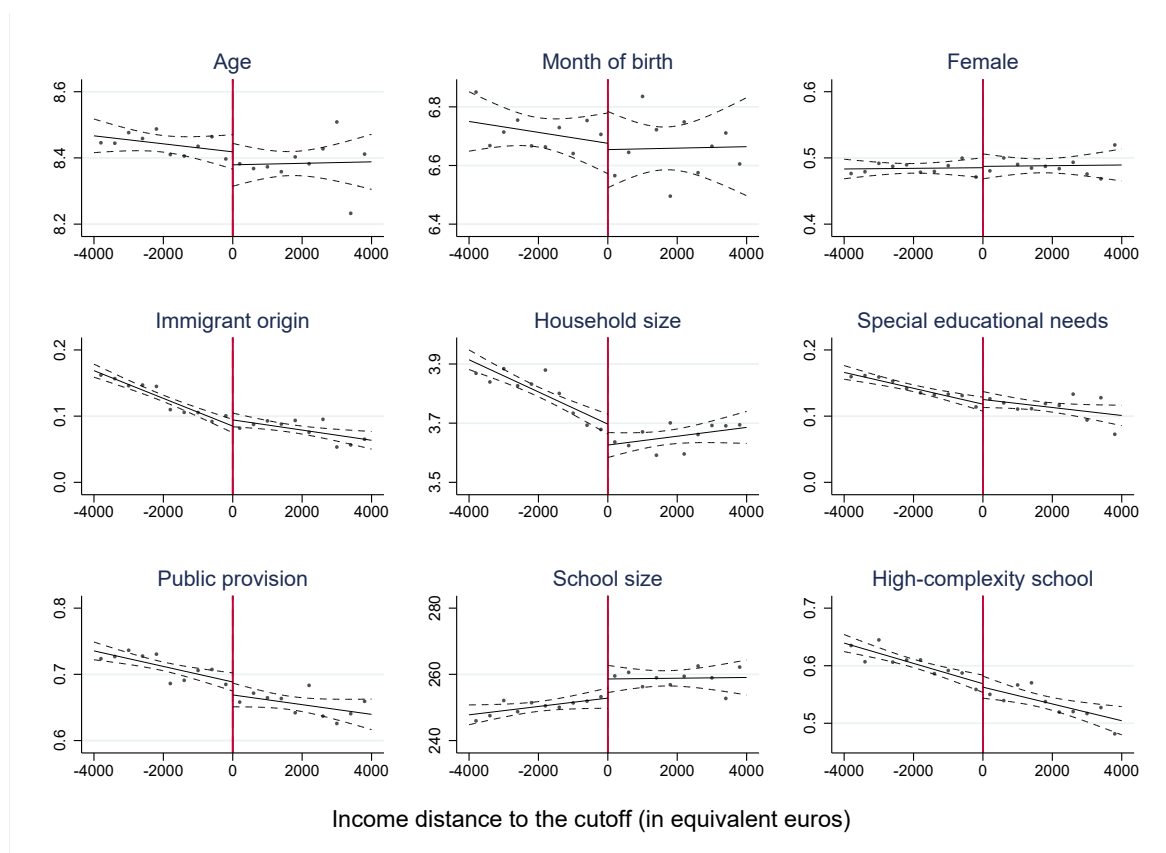 Age
8.6
8.4
8.2
-4000 -2000 0 2000 4000
Month of birth
6.8
6.6
6.4
-4000 -2000 0 2000 4000
Female
0.6
0.5
0.4
-4000 -2000 0 2000 4000
Immigrant origin
0.2
0.1
0.0
-4000 -2000 0 2000 4000
Household size
3.9
3.7
3.5
-4000 -2000 0 2000 4000
Special educational needs
0.2
0.1
0.0
-4000 -2000 0 2000 4000
Public provision
0.8
0.7
0.6
-4000 -2000 0 2000 4000
School size
280
260
240
-4000 -2000 0 2000 4000
High-complexity school
0.7
0.6
0.5
-4000 -2000 0 2000 4000
Income distance to the cutoff (in equivalent euros)